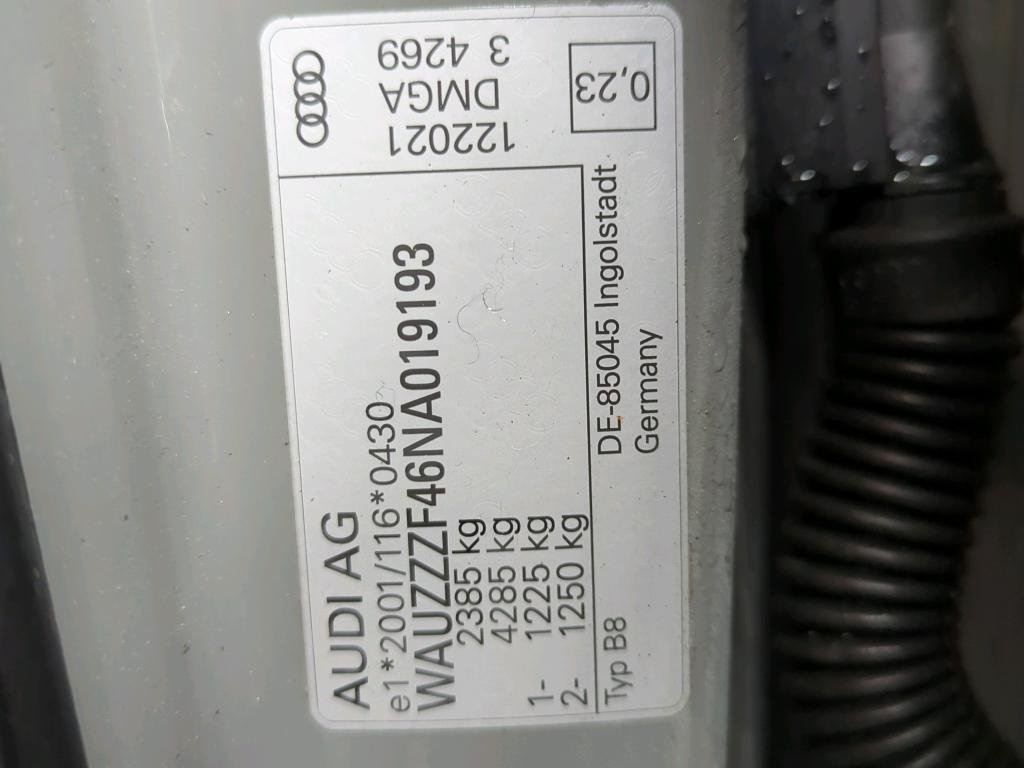 AUDI AG
e1*2001/116*0430
WAUZZZF46NA019193
2385 kg
4285 kg
1- 1225 kg
2- 1250 kg
Typ B8
DE-85045 Ingolstadt
Germany
122021
DMGA
3 4269
0,23